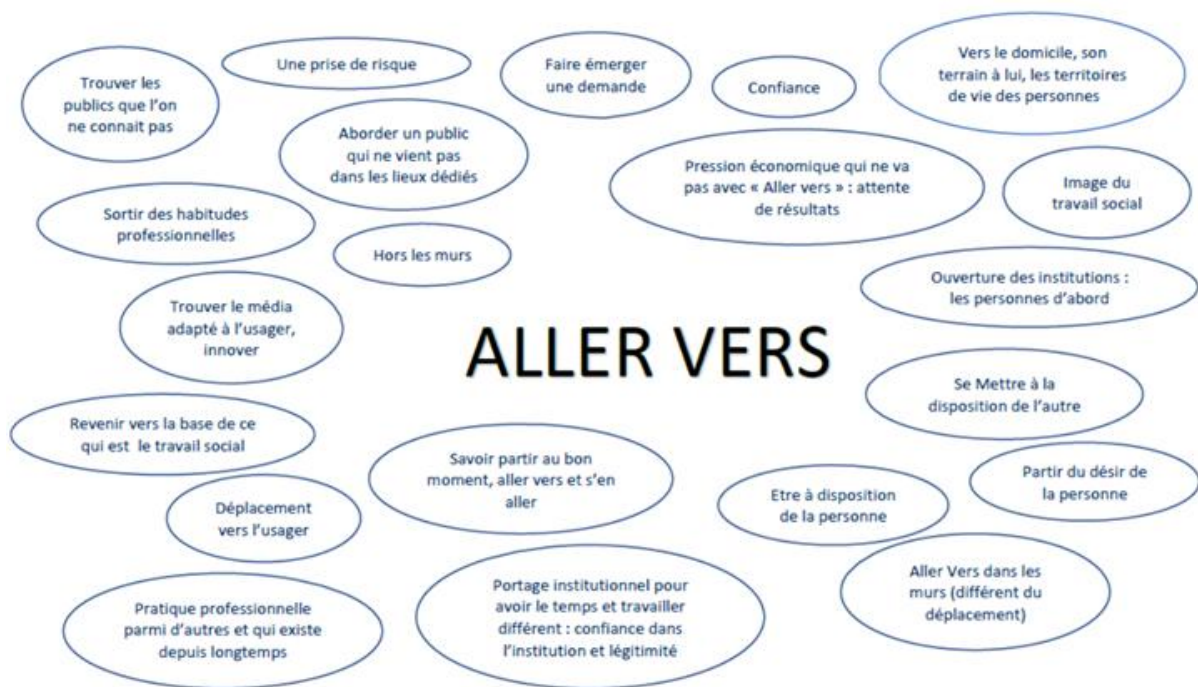 Trouver les
publics que l'on
ne connait pas
Une prise de risque
Faire émerger
une demande
Confiance
Vers le domicile, son
terrain à lui, les territoires
de vie des personnes
Aborder un public
qui ne vient pas
dans les lieux dédiés
Pression économique qui ne va
pas avec « Aller vers » : attente
de résultats
Image du
travail social
Sortir des habitudes
professionnelles
Hors les murs
Ouverture des institutions :
les personnes d'abord
Trouver le média
adapté à l'usager,
innover
ALLER VERS
Se Mettre à la
disposition de l'autre
Revenir vers la base de ce
qui est le travail social
Savoir partir au bon
moment, aller vers et s'en
aller
Partir du désir de
la personne
Etre à disposition
de la personne
Déplacement
vers l'usager
Aller Vers dans les
murs (différent du
déplacement)
Portage institutionnel pour
avoir le temps et travailler
différent : confiance dans
l'institution et légitimité
Pratique professionnelle
parmi d'autres et qui existe
depuis longtemps